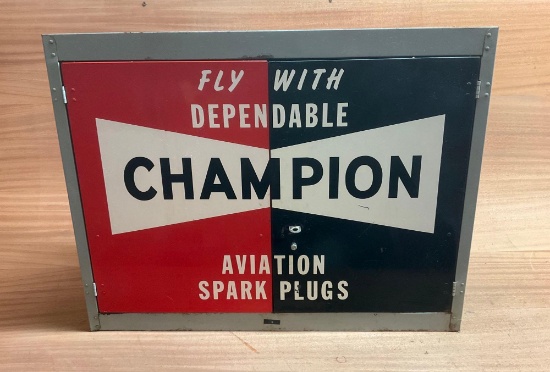 FLY WITH
DEPENDABLE
CHAMPION
AVIATION
SPARK PLUGS